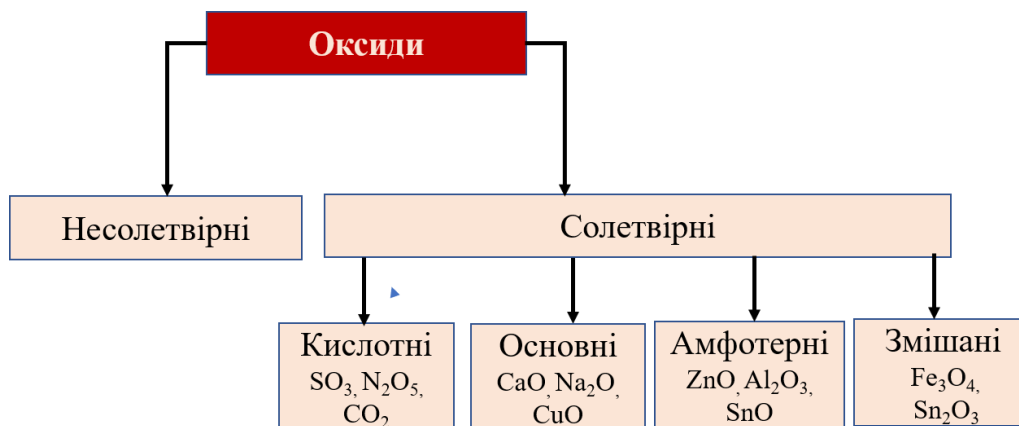 Оксиди
Несолетвірні
Солетвірні
Кислотні
SO₃, N₂O₅,
CO₂
Основні
CaO, Na₂O,
CuO
Амфотерні
ZnO, Al₂O₃,
SnO
Змішані
Fe₃O₄,
Sn₂O₃